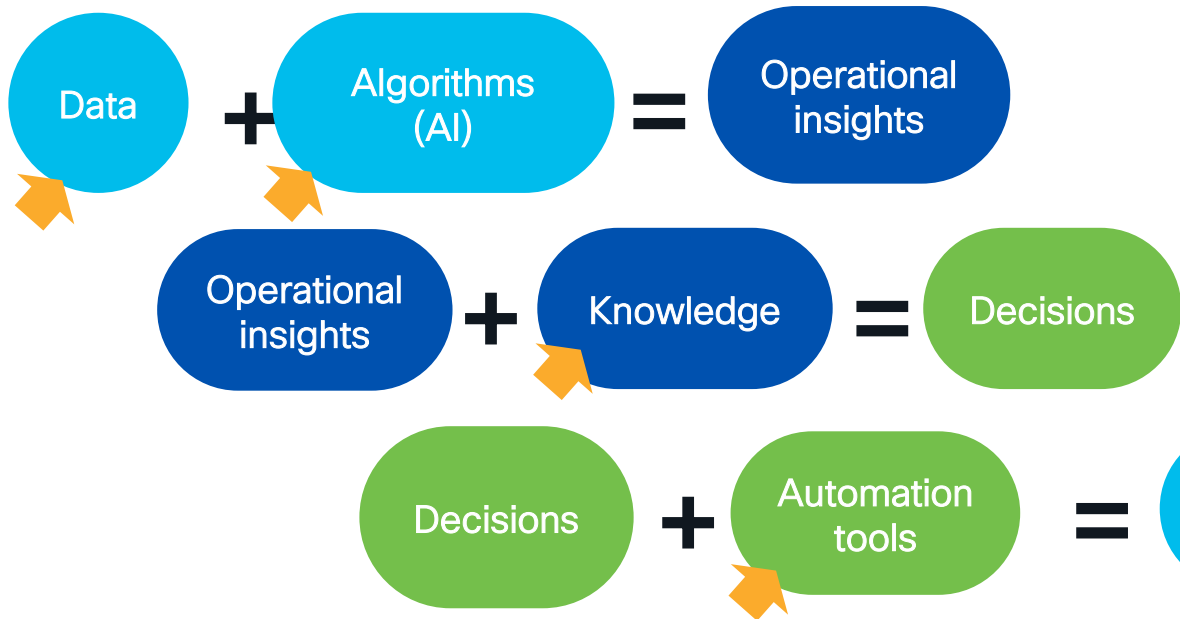 Data + Algorithms = Operational
(AI) insights
Operational + Knowledge = Decisions
insights
Decisions + Automation =
tools